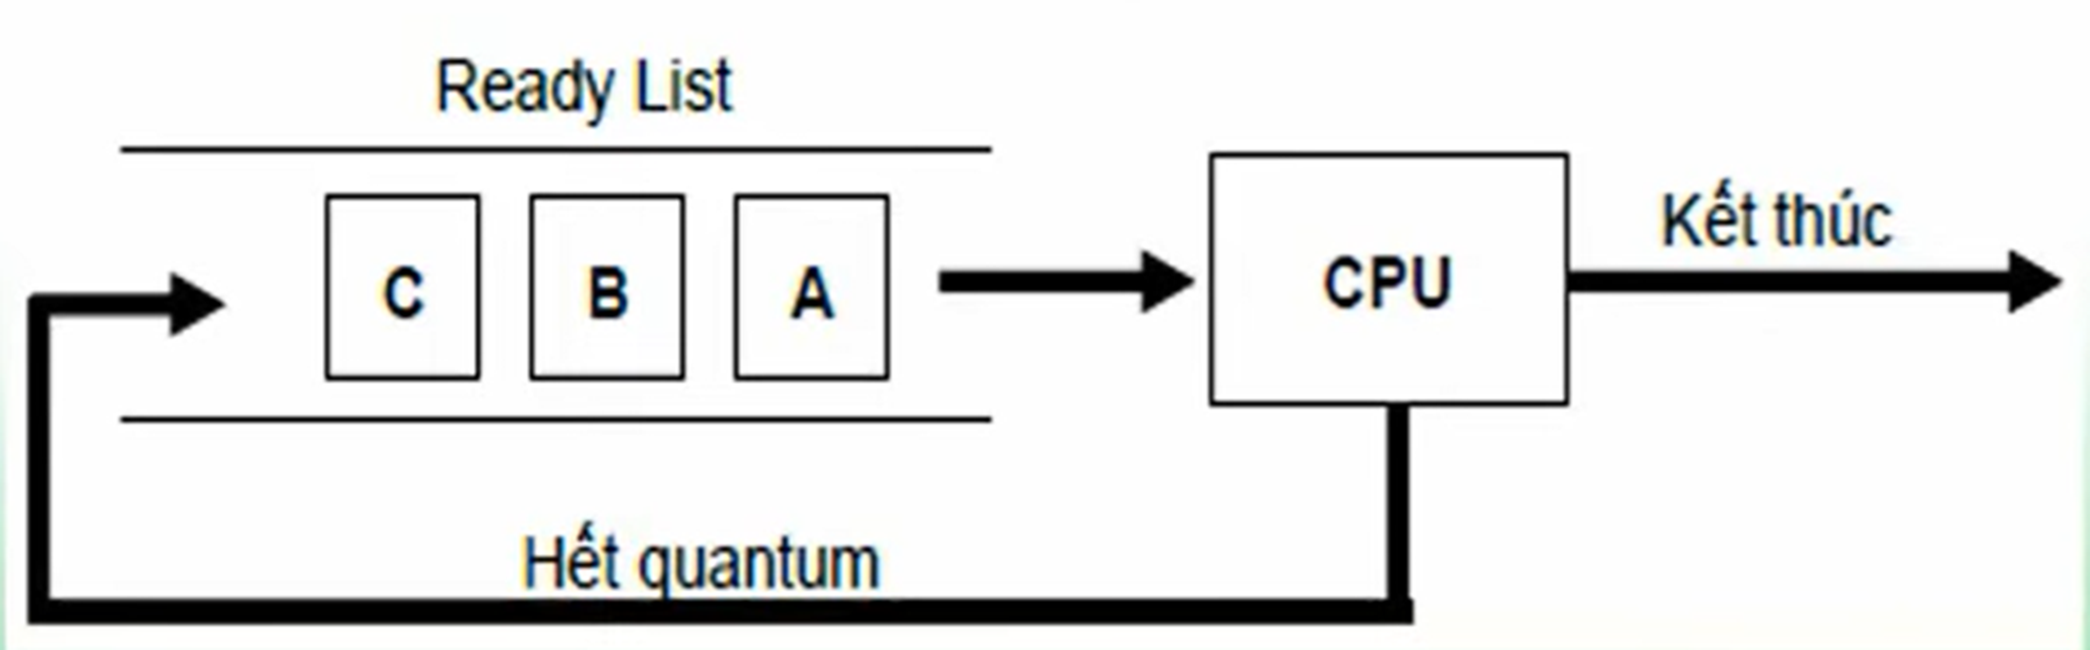 Ready List
C B A
CPU
Kết thúc
Hết quantum